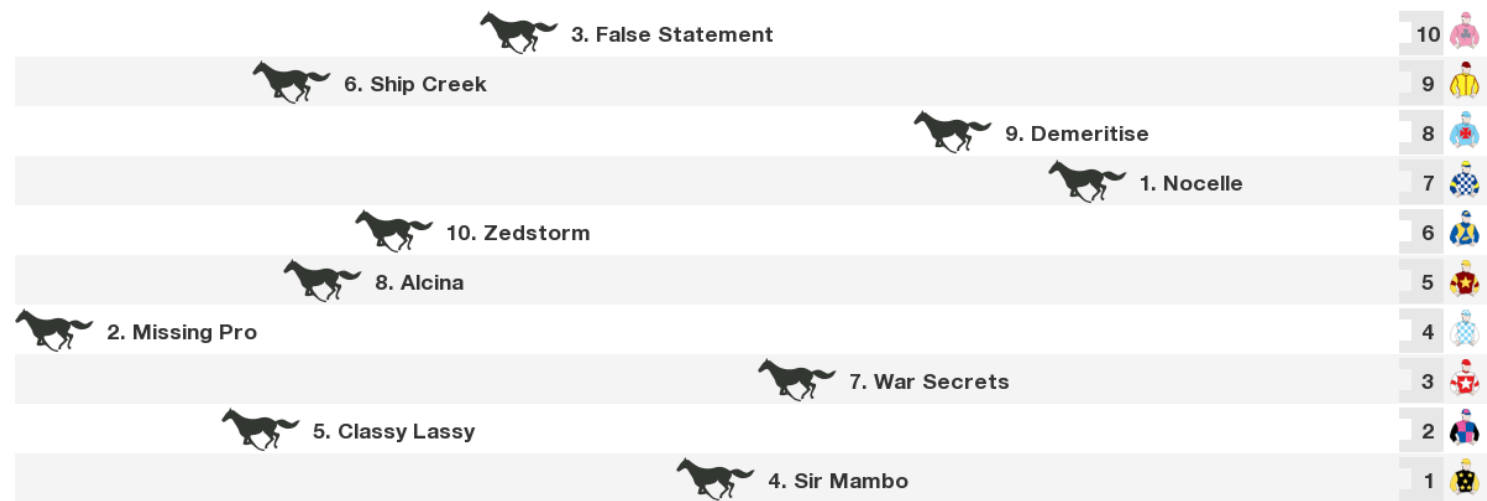 3. False Statement 10
6. Ship Creek 9
9. Demeritise 8
1. Nocelle 7
10. Zedstorm 6
8. Alcina 5
2. Missing Pro 4
7. War Secrets 3
5. Classy Lassy 2
4. Sir Mambo 1